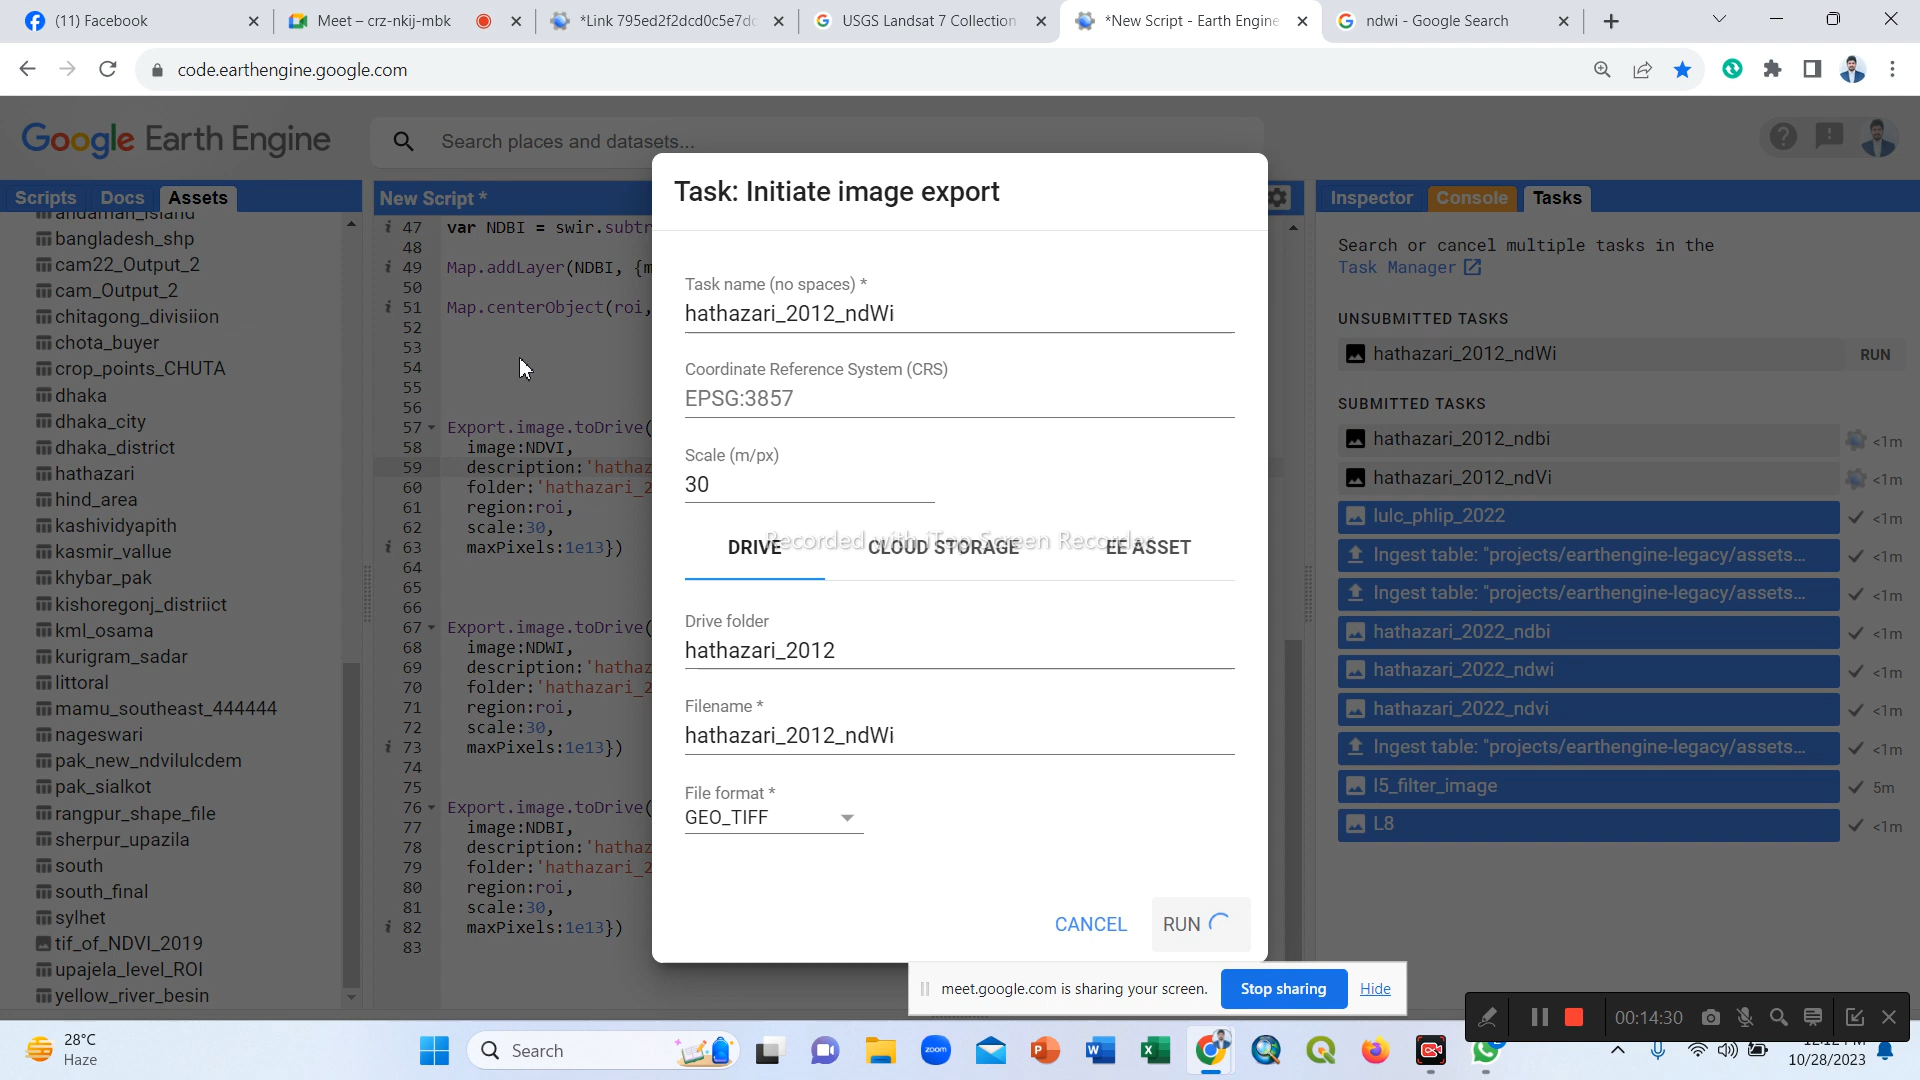 (11) Facebook
Meet – crz-nkij-mbk
*Link 795ed2f2dcd0c5e7dc
USGS Landsat 7 Collection
*New Script - Earth Engine
ndwi - Google Search
code.earthengine.google.com
Google Earth Engine
Search places and datasets...
Scripts Docs Assets
andaman_island
bangladesh_shp
cam22_Output_2
cam_Output_2
chitagong_divisiion
chota_buyer
crop_points_CHUTA
dhaka
dhaka_city
dhaka_district
hathazari
hind_area
kashividyapith
kasmir_vallue
khybar_pak
kishoregonj_distriict
kml_osama
kurigram_sadar
littoral
mamu_southeast_444444
nageswari
pak_new_ndvilulcdem
pak_sialkot
rangpur_shape_file
sherpur_upazila
south
south_final
sylhet
tif_of_NDVI_2019
upajela_level_ROI
yellow_river_besin
New Script *
47 var NDBI = swir.subtr
48
49 Map.addLayer(NDBI, {m
50
51 Map.centerObject(roi,
52
53
54
55
56
57 Export.image.toDrive(
58 image:NDVI,
59 description:'hathaz
60 folder:'hathazari_2
61 region:roi,
62 scale:30,
63 maxPixels:1e13})
64
65
66
67 Export.image.toDrive(
68 image:NDWI,
69 description:'hathaz
70 folder:'hathazari_2
71 region:roi,
72 scale:30,
73 maxPixels:1e13})
74
75
76 Export.image.toDrive(
77 image:NDBI,
78 description:'hathaz
79 folder:'hathazari_2
80 region:roi,
81 scale:30,
82 maxPixels:1e13})
83
Task: Initiate image export
Task name (no spaces) *
hathazari_2012_ndWi
Coordinate Reference System (CRS)
EPSG:3857
Scale (m/px)
30
Recorded with iTop Screen Recorder
DRIVE CLOUD STORAGE EE ASSET
Drive folder
hathazari_2012
Filename *
hathazari_2012_ndWi
File format *
GEO_TIFF
CANCEL RUN
Inspector Console Tasks
Search or cancel multiple tasks in the
Task Manager
UNSUBMITTED TASKS
hathazari_2012_ndWi RUN
SUBMITTED TASKS
hathazari_2012_ndbi <1m
hathazari_2012_ndVi <1m
lulc_phlip_2022 <1m
Ingest table: "projects/earthengine-legacy/assets... <1m
Ingest table: "projects/earthengine-legacy/assets... <1m
hathazari_2022_ndbi <1m
hathazari_2022_ndwi <1m
hathazari_2022_ndvi <1m
Ingest table: "projects/earthengine-legacy/assets... <1m
l5_filter_image 5m
L8 <1m
meet.google.com is sharing your screen. Stop sharing Hide
00:14:30
28°C
Haze
Search
zoom
10/28/2023